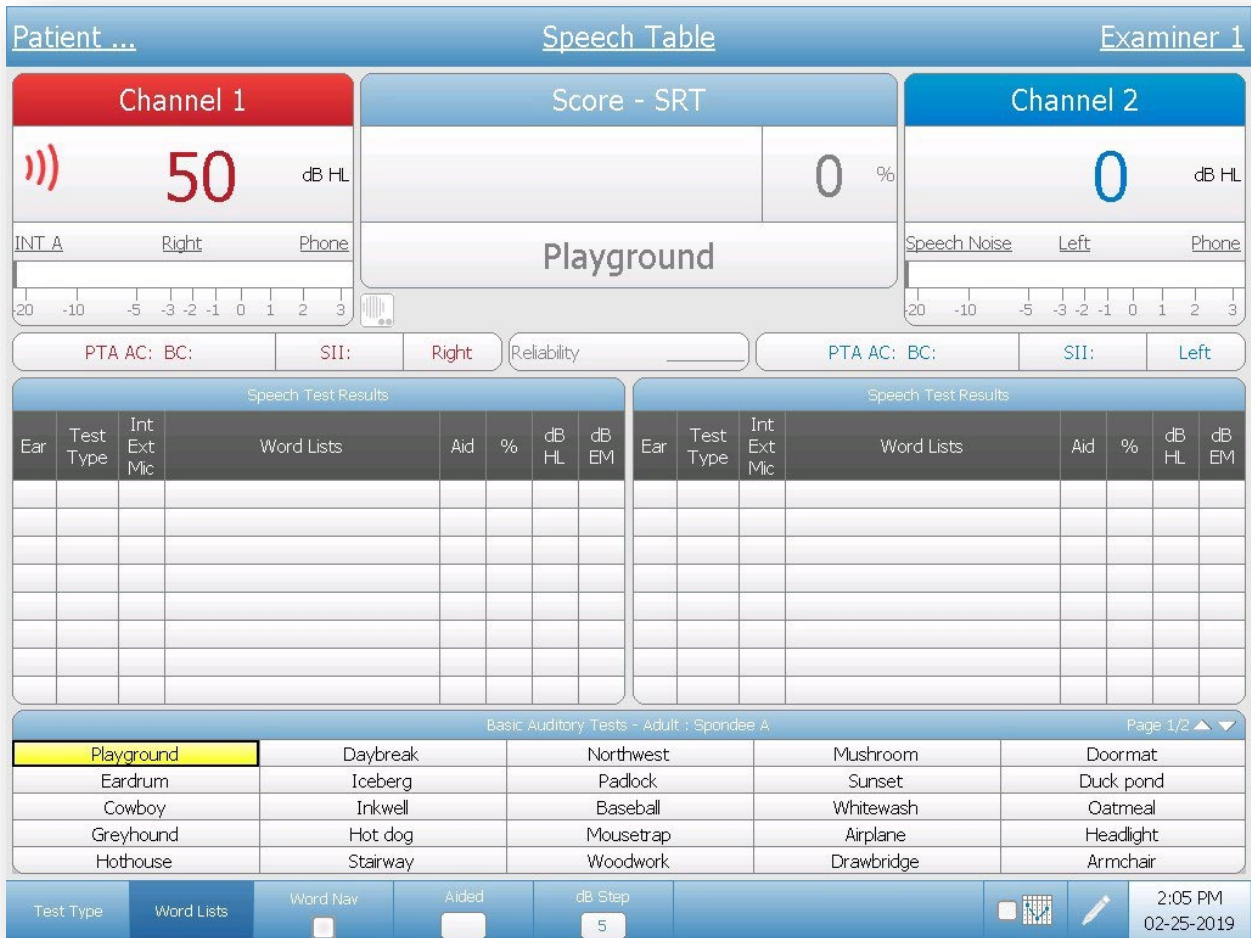 Patient ... Speech Table Examiner 1
Channel 1 Score - SRT Channel 2
50 dB HL 0 % 0 dB HL
INT A Right Phone Playground Speech Noise Left Phone
-20 -10 -5 -3 -2 -1 0 1 2 3 -20 -10 -5 -3 -2 -1 0 1 2 3
PTA AC: BC: SII: Right Reliability PTA AC: BC: SII: Left
Speech Test Results Speech Test Results
Ear Test Type Int Ext Mic Word Lists Aid % dB HL dB EM Ear Test Type Int Ext Mic Word Lists Aid % dB HL dB EM
Basic Auditory Tests - Adult : Spondee A Page 1/2
Playground Daybreak Northwest Mushroom Doormat
Eardrum Iceberg Padlock Sunset Duck pond
Cowboy Inkwell Baseball Whitewash Oatmeal
Greyhound Hot dog Mousetrap Airplane Headlight
Hothouse Stairway Woodwork Drawbridge Armchair
Test Type Word Lists Word Nav Aided dB Step 2:05 PM
5 02-25-2019